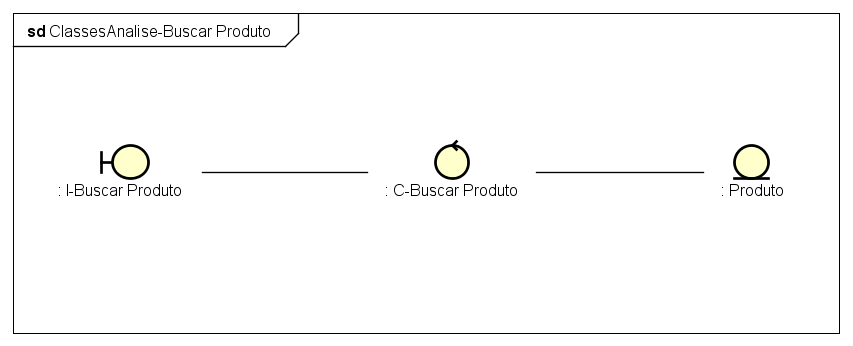 sd ClassesAnalise-Buscar Produto
: I-Buscar Produto
: C-Buscar Produto
: Produto